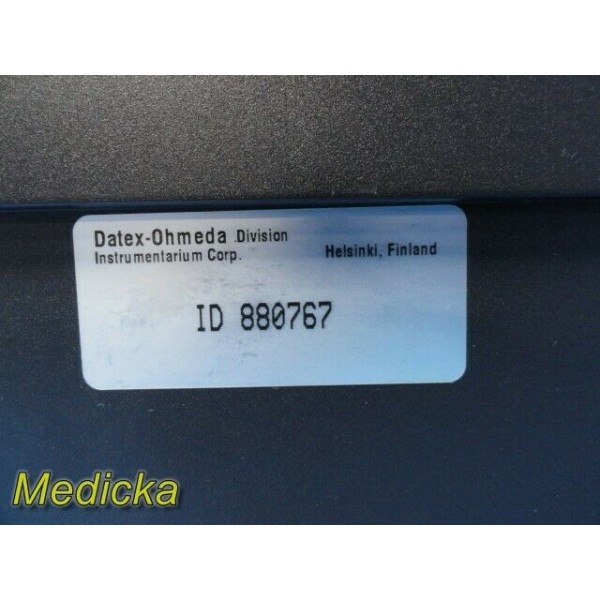 Datex-Ohmeda Division
Instrumentarium Corp. Helsinki, Finland
ID 880767
Medicka